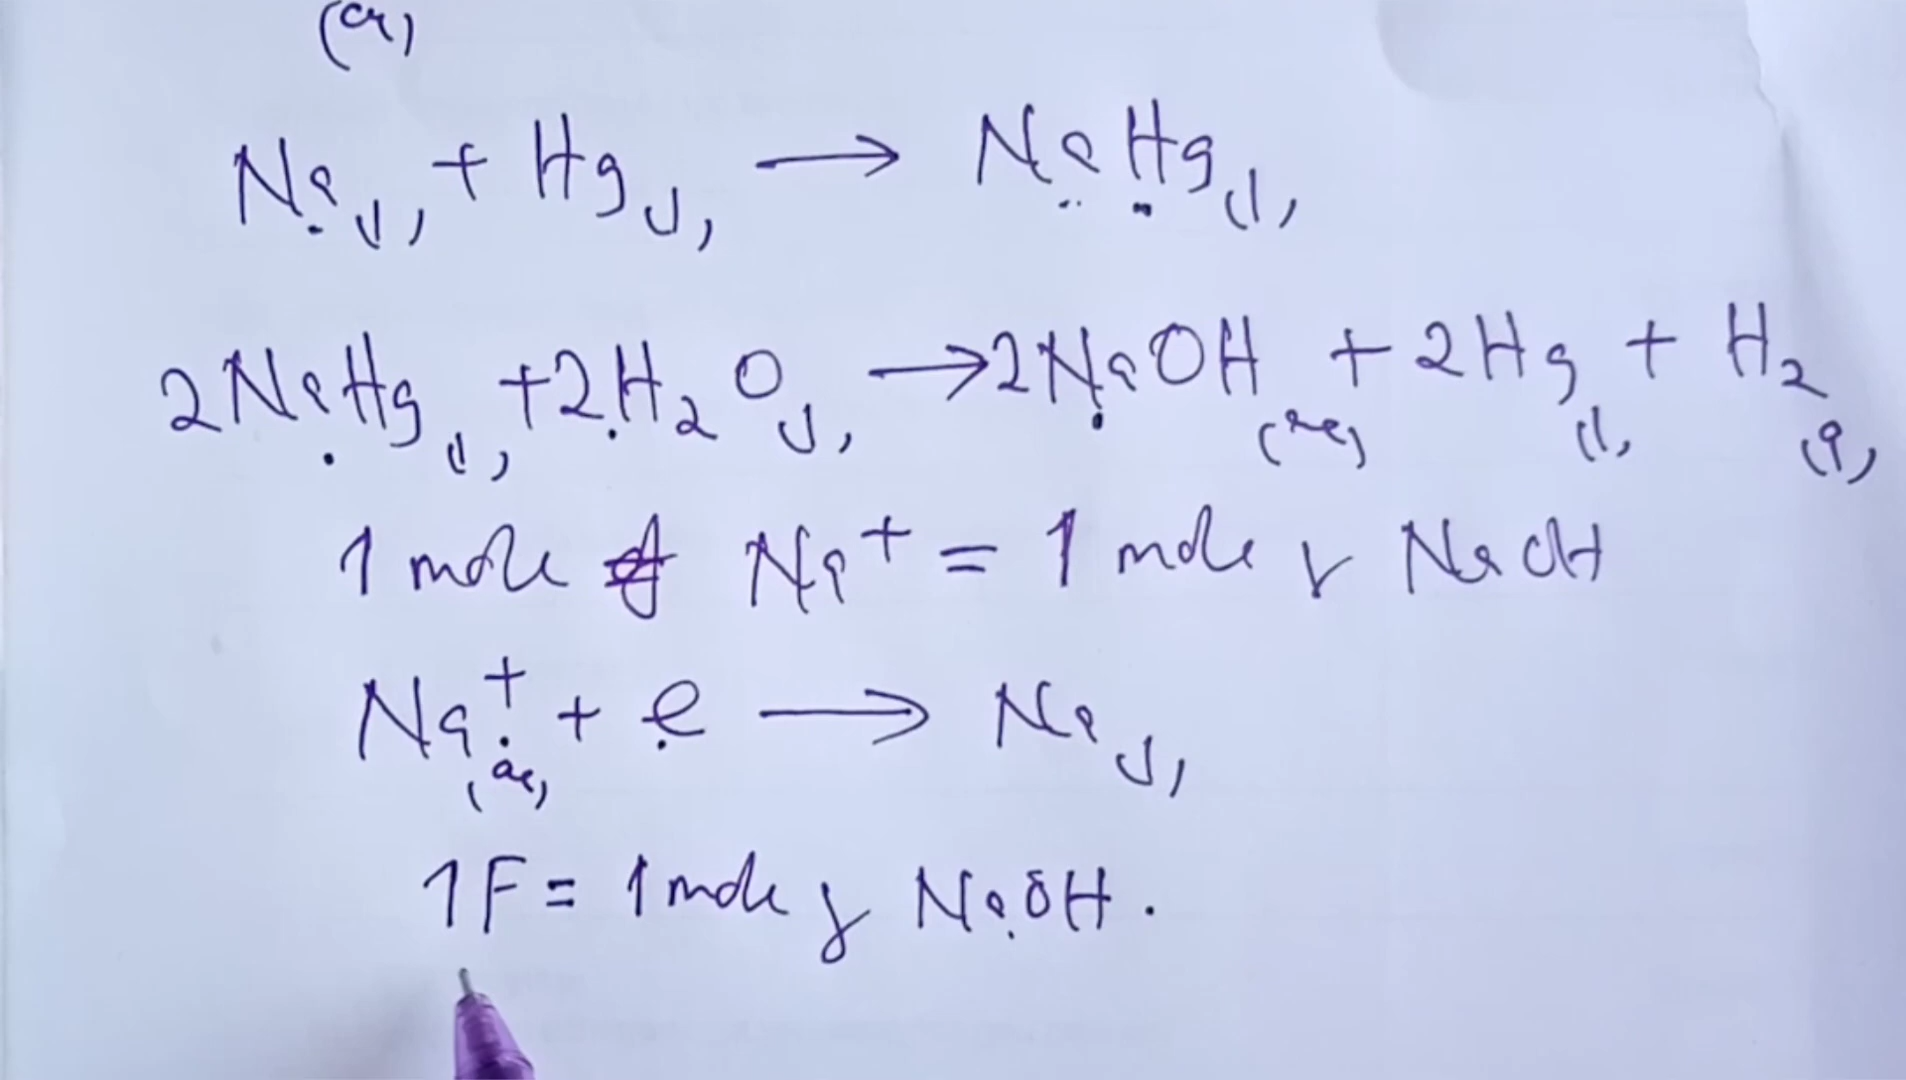 (aq)
Na(l) + Hg(l) → NaHg(l)
2NaHg(l) + 2H₂O(l) → 2NaOH(aq) + 2Hg(l) + H₂(g)
1 mole of Na⁺ = 1 mole of NaOH
Na⁺(aq) + e → Na(l)
1F = 1 mole of NaOH.